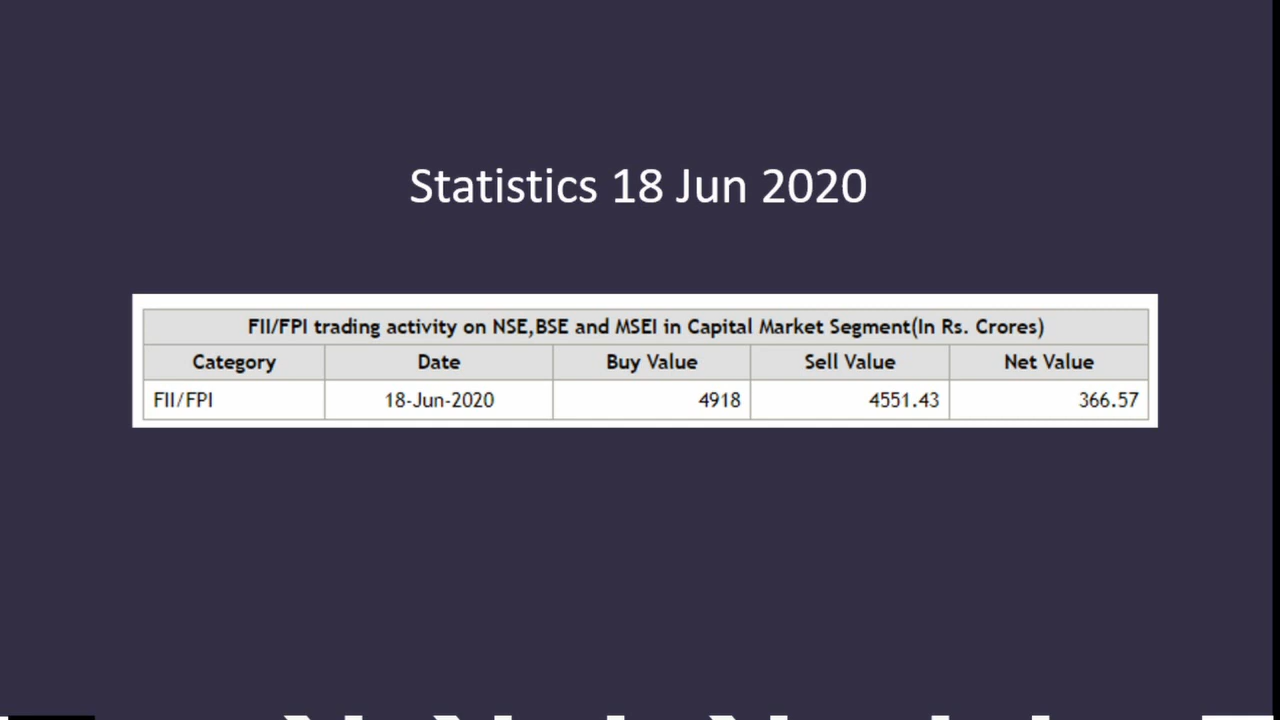 Statistics 18 Jun 2020
FII/FPI trading activity on NSE,BSE and MSEI in Capital Market Segment(In Rs. Crores)
Category Date Buy Value Sell Value Net Value
FII/FPI 18-Jun-2020 4918 4551.43 366.57